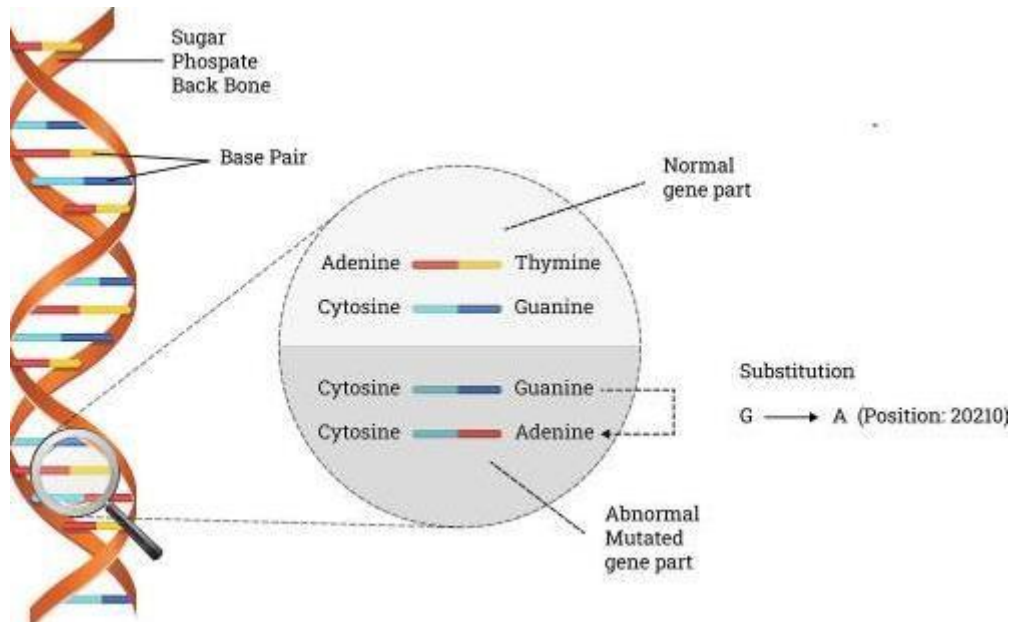 Sugar
Phospate
Back Bone
Base Pair
Normal
gene part
Adenine Thymine
Cytosine Guanine
Cytosine Guanine
Cytosine Adenine
Substitution
G → A (Position: 20210)
Abnormal
Mutated
gene part